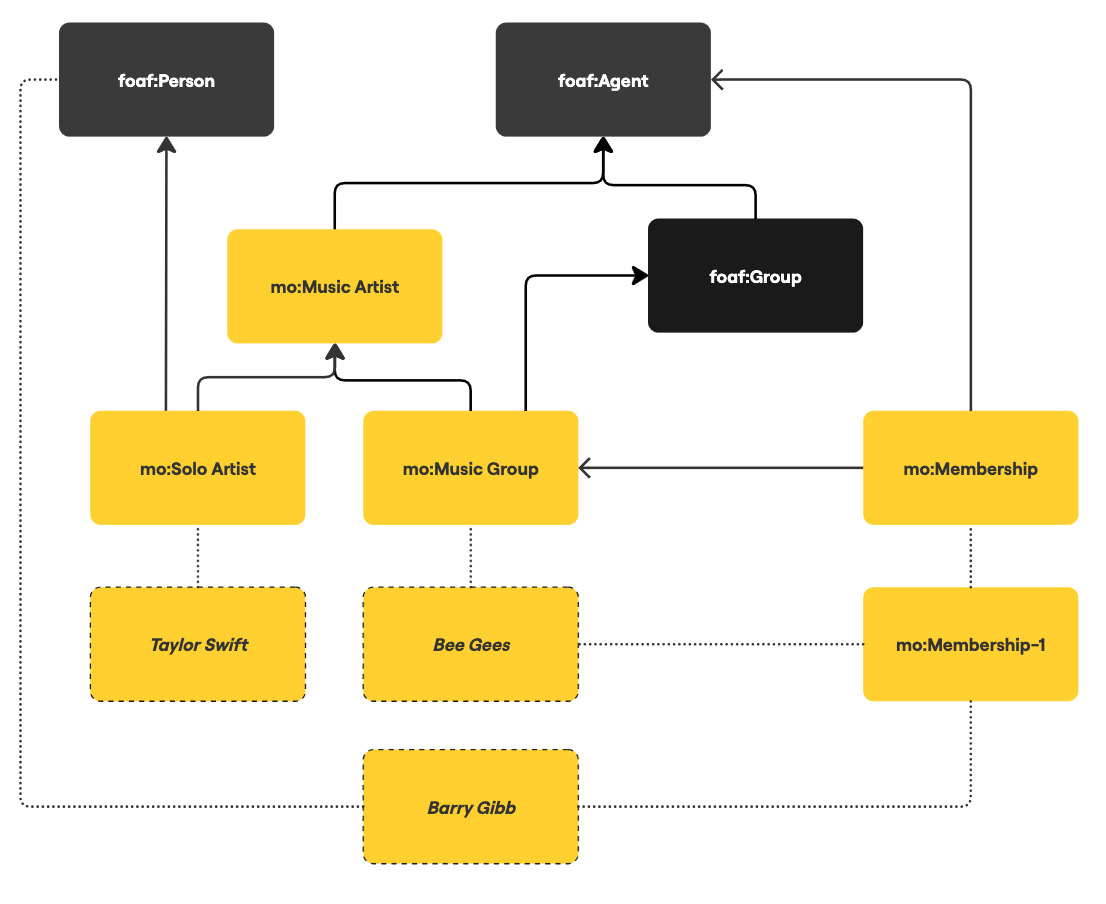 foaf:Person
foaf:Agent
mo:Music Artist
foaf:Group
mo:Solo Artist
mo:Music Group
mo:Membership
Taylor Swift
Bee Gees
mo:Membership-1
Barry Gibb